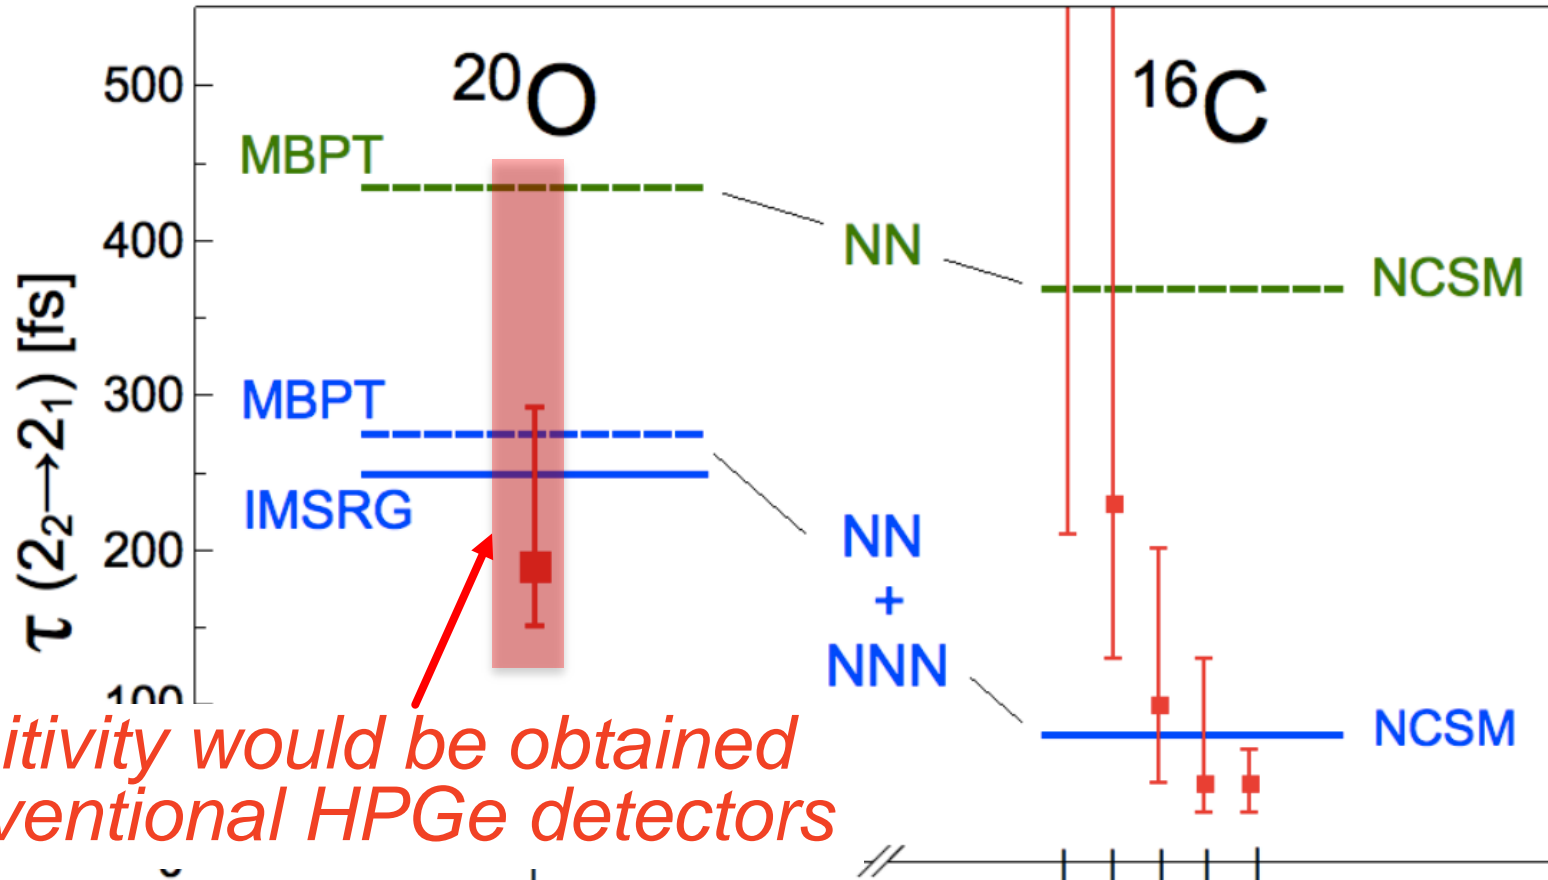 500
400
300
200
100
τ (2₂→2₁) [fs]
²⁰O
¹⁶C
MBPT
NN
NCSM
MBPT
IMSRG
NN
+
NNN
NCSM
itivity would be obtained
ventional HPGe detectors